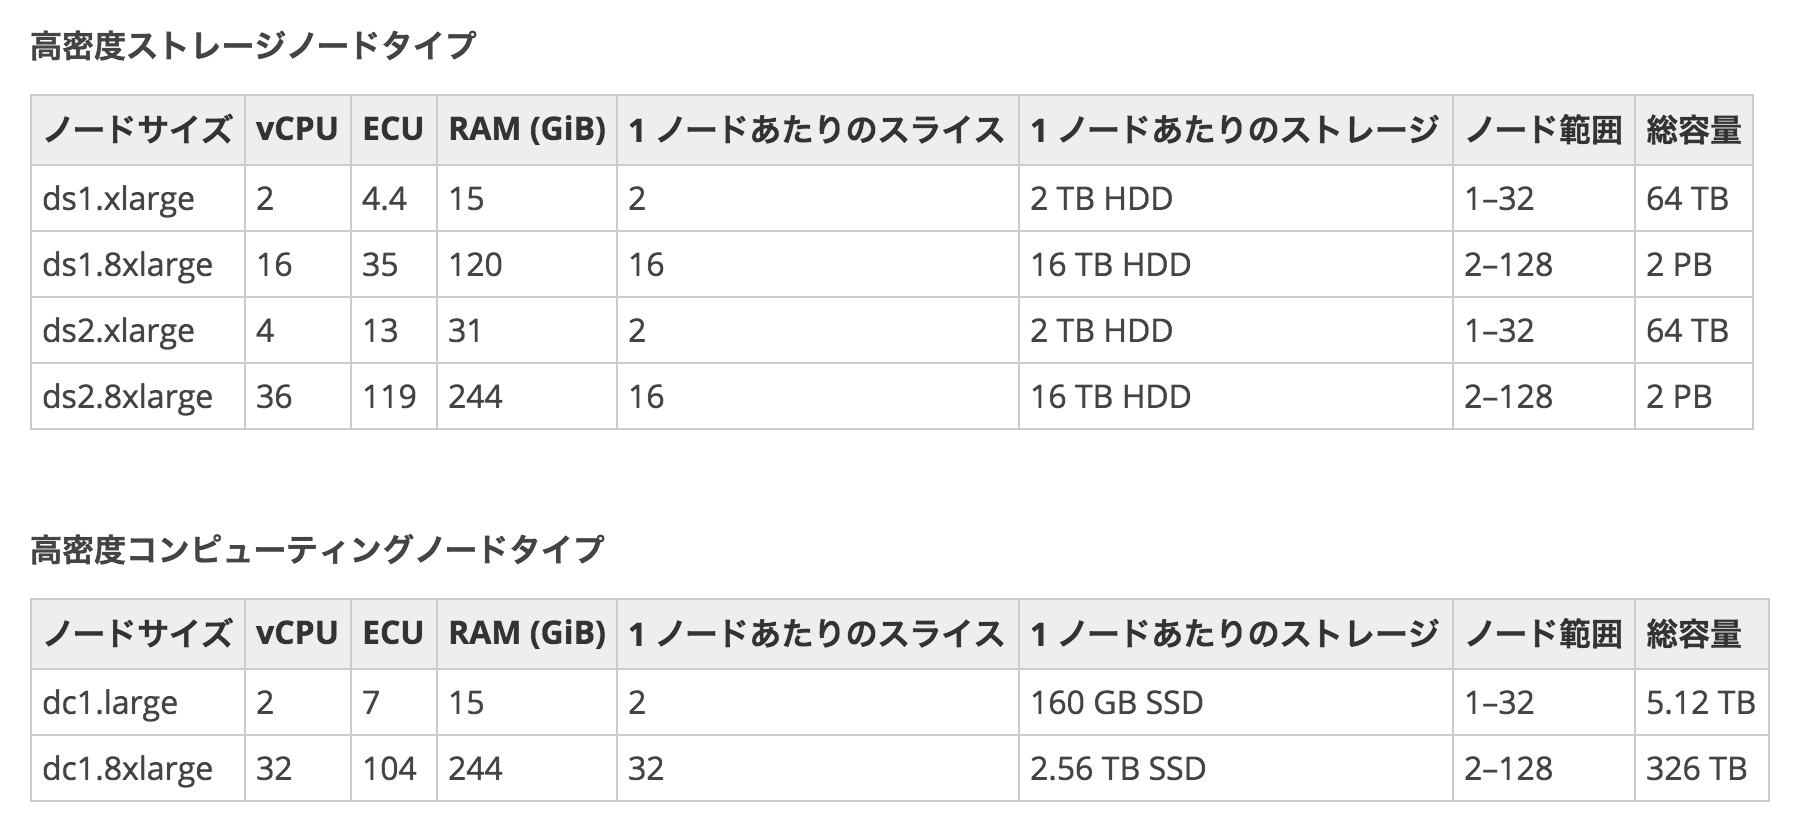 高密度ストレージノードタイプ
ノードサイズ vCPU ECU RAM (GiB) 1 ノードあたりのスライス 1 ノードあたりのストレージ ノード範囲 総容量
ds1.xlarge 2 4.4 15 2 2 TB HDD 1–32 64 TB
ds1.8xlarge 16 35 120 16 16 TB HDD 2–128 2 PB
ds2.xlarge 4 13 31 2 2 TB HDD 1–32 64 TB
ds2.8xlarge 36 119 244 16 16 TB HDD 2–128 2 PB
高密度コンピューティングノードタイプ
ノードサイズ vCPU ECU RAM (GiB) 1 ノードあたりのスライス 1 ノードあたりのストレージ ノード範囲 総容量
dc1.large 2 7 15 2 160 GB SSD 1–32 5.12 TB
dc1.8xlarge 32 104 244 32 2.56 TB SSD 2–128 326 TB